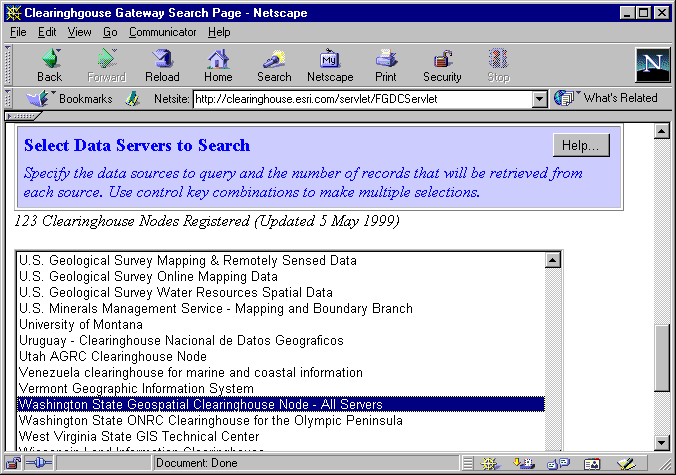 Clearinghgouse Gateway Search Page - Netscape
File Edit View Go Communicator Help
Back Forward Reload Home Search Netscape Print Security Stop
My
N
Bookmarks Netsite: http://clearinghouse.esri.com/servlet/FGDCServlet What's Related
Select Data Servers to Search
Help...
Specify the data sources to query and the number of records that will be retrieved from
each source. Use control key combinations to make multiple selections.
123 Clearinghouse Nodes Registered (Updated 5 May 1999)
U.S. Geological Survey Mapping & Remotely Sensed Data
U.S. Geological Survey Online Mapping Data
U.S. Geological Survey Water Resources Spatial Data
U.S. Minerals Management Service - Mapping and Boundary Branch
University of Montana
Uruguay - Clearinghouse Nacional de Datos Geograficos
Utah AGRC Clearinghouse Node
Venezuela clearinghouse for marine and coastal information
Vermont Geographic Information System
Washington State Geospatial Clearinghouse Node - All Servers
Washington State ONRC Clearinghouse for the Olympic Peninsula
West Virginia State GIS Technical Center
Wisconsin Land Information Clearinghouse
Document: Done